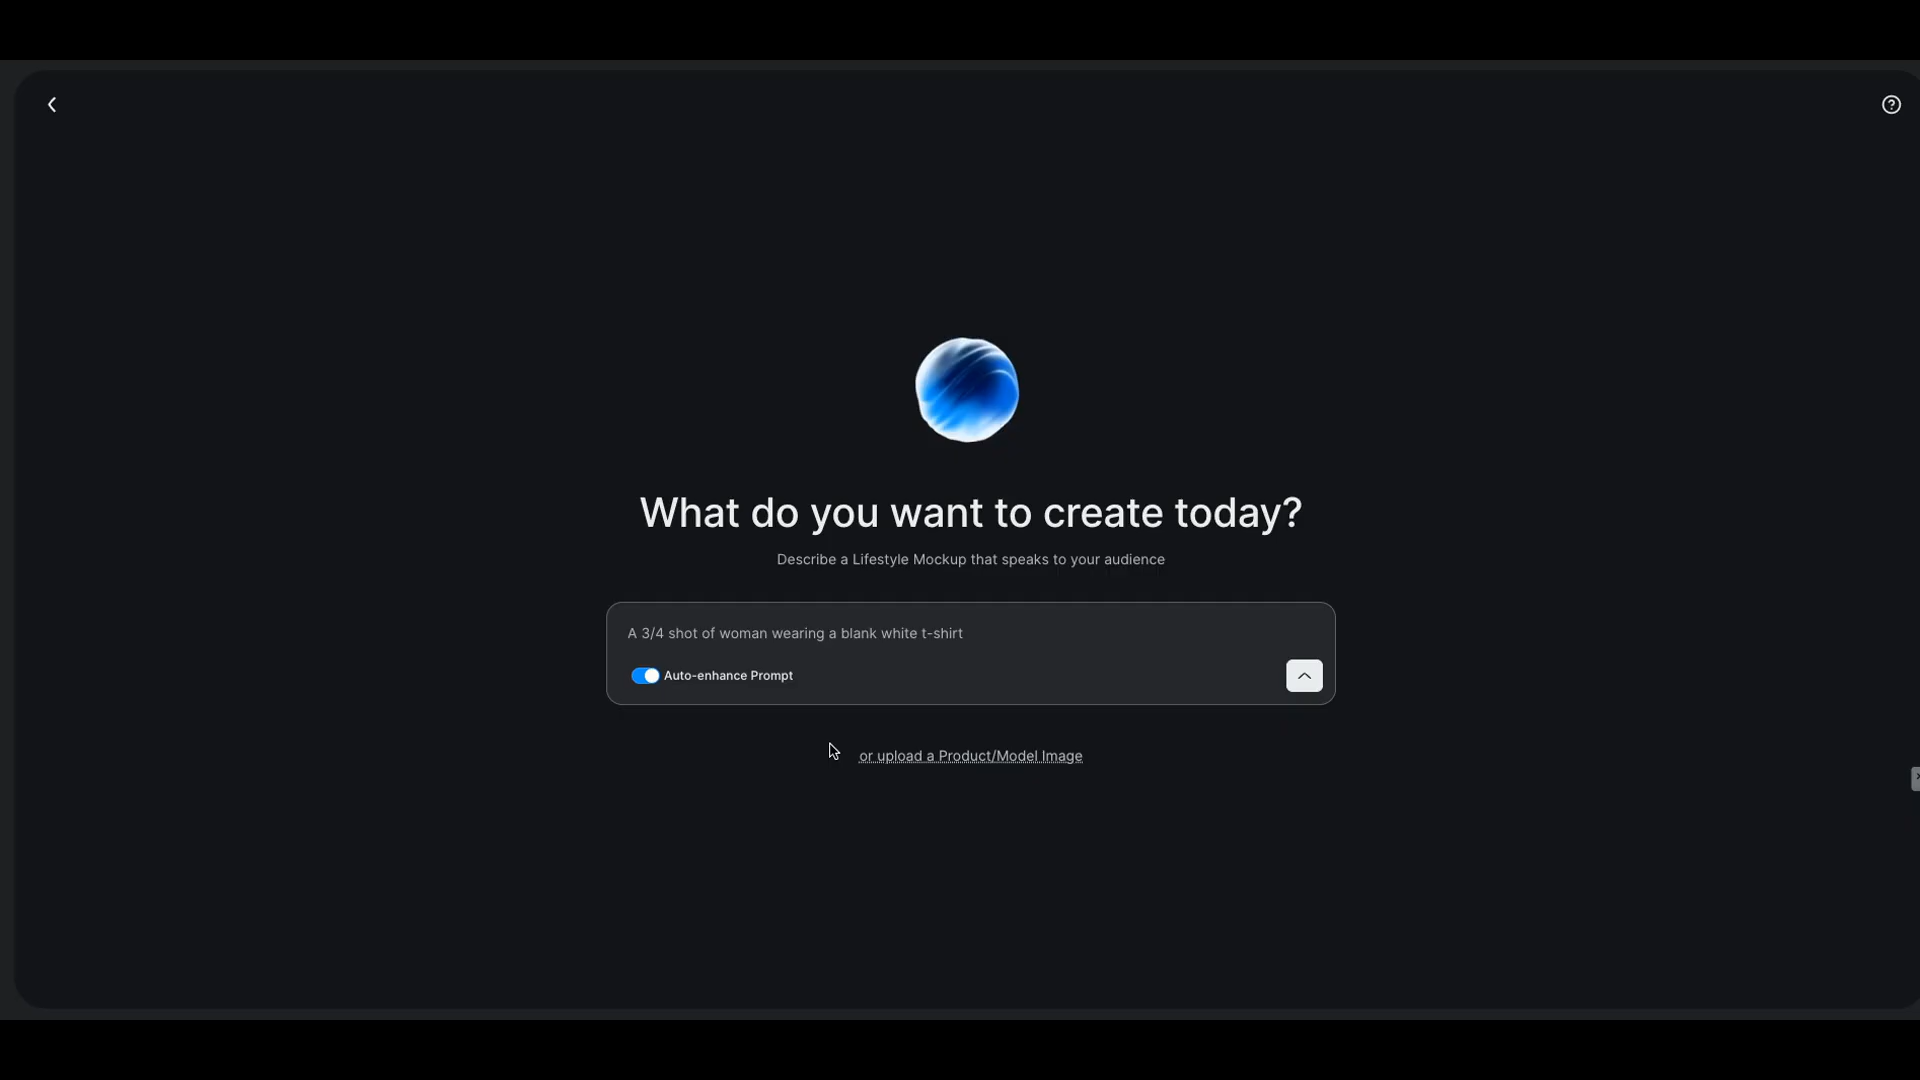 What do you want to create today?
Describe a Lifestyle Mockup that speaks to your audience
A 3/4 shot of woman wearing a blank white t-shirt
Auto-enhance Prompt
or upload a Product/Model Image